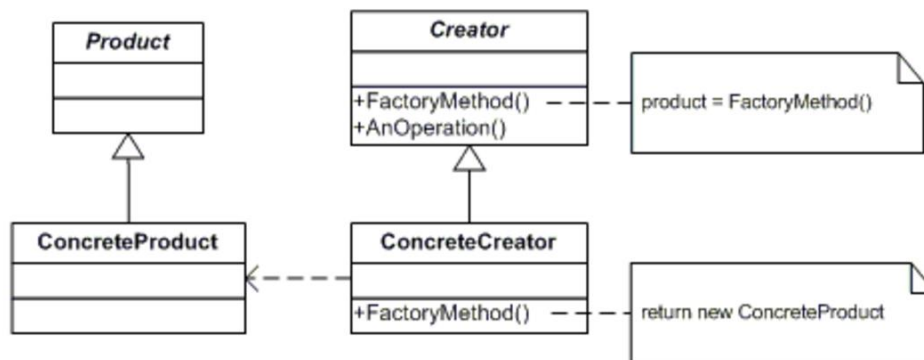 Product
Creator
+FactoryMethod()
+AnOperation()
product = FactoryMethod()
ConcreteProduct
ConcreteCreator
+FactoryMethod()
return new ConcreteProduct